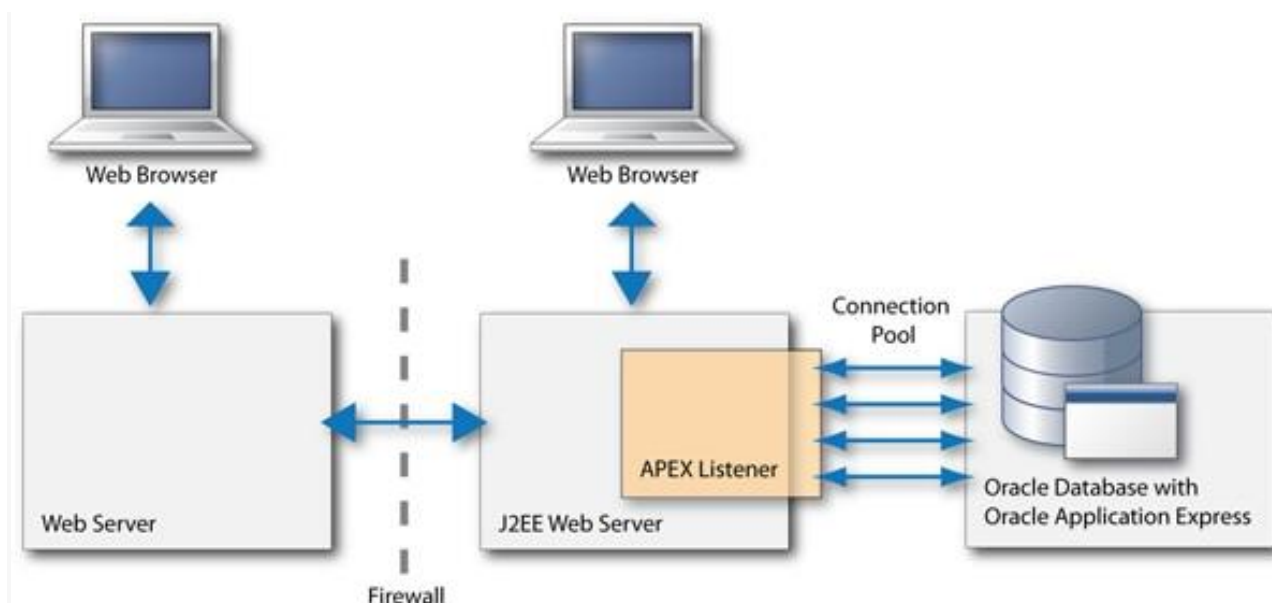 Web Browser
Web Browser
Connection
Pool
APEX Listener
Web Server
J2EE Web Server
Oracle Database with
Oracle Application Express
Firewall